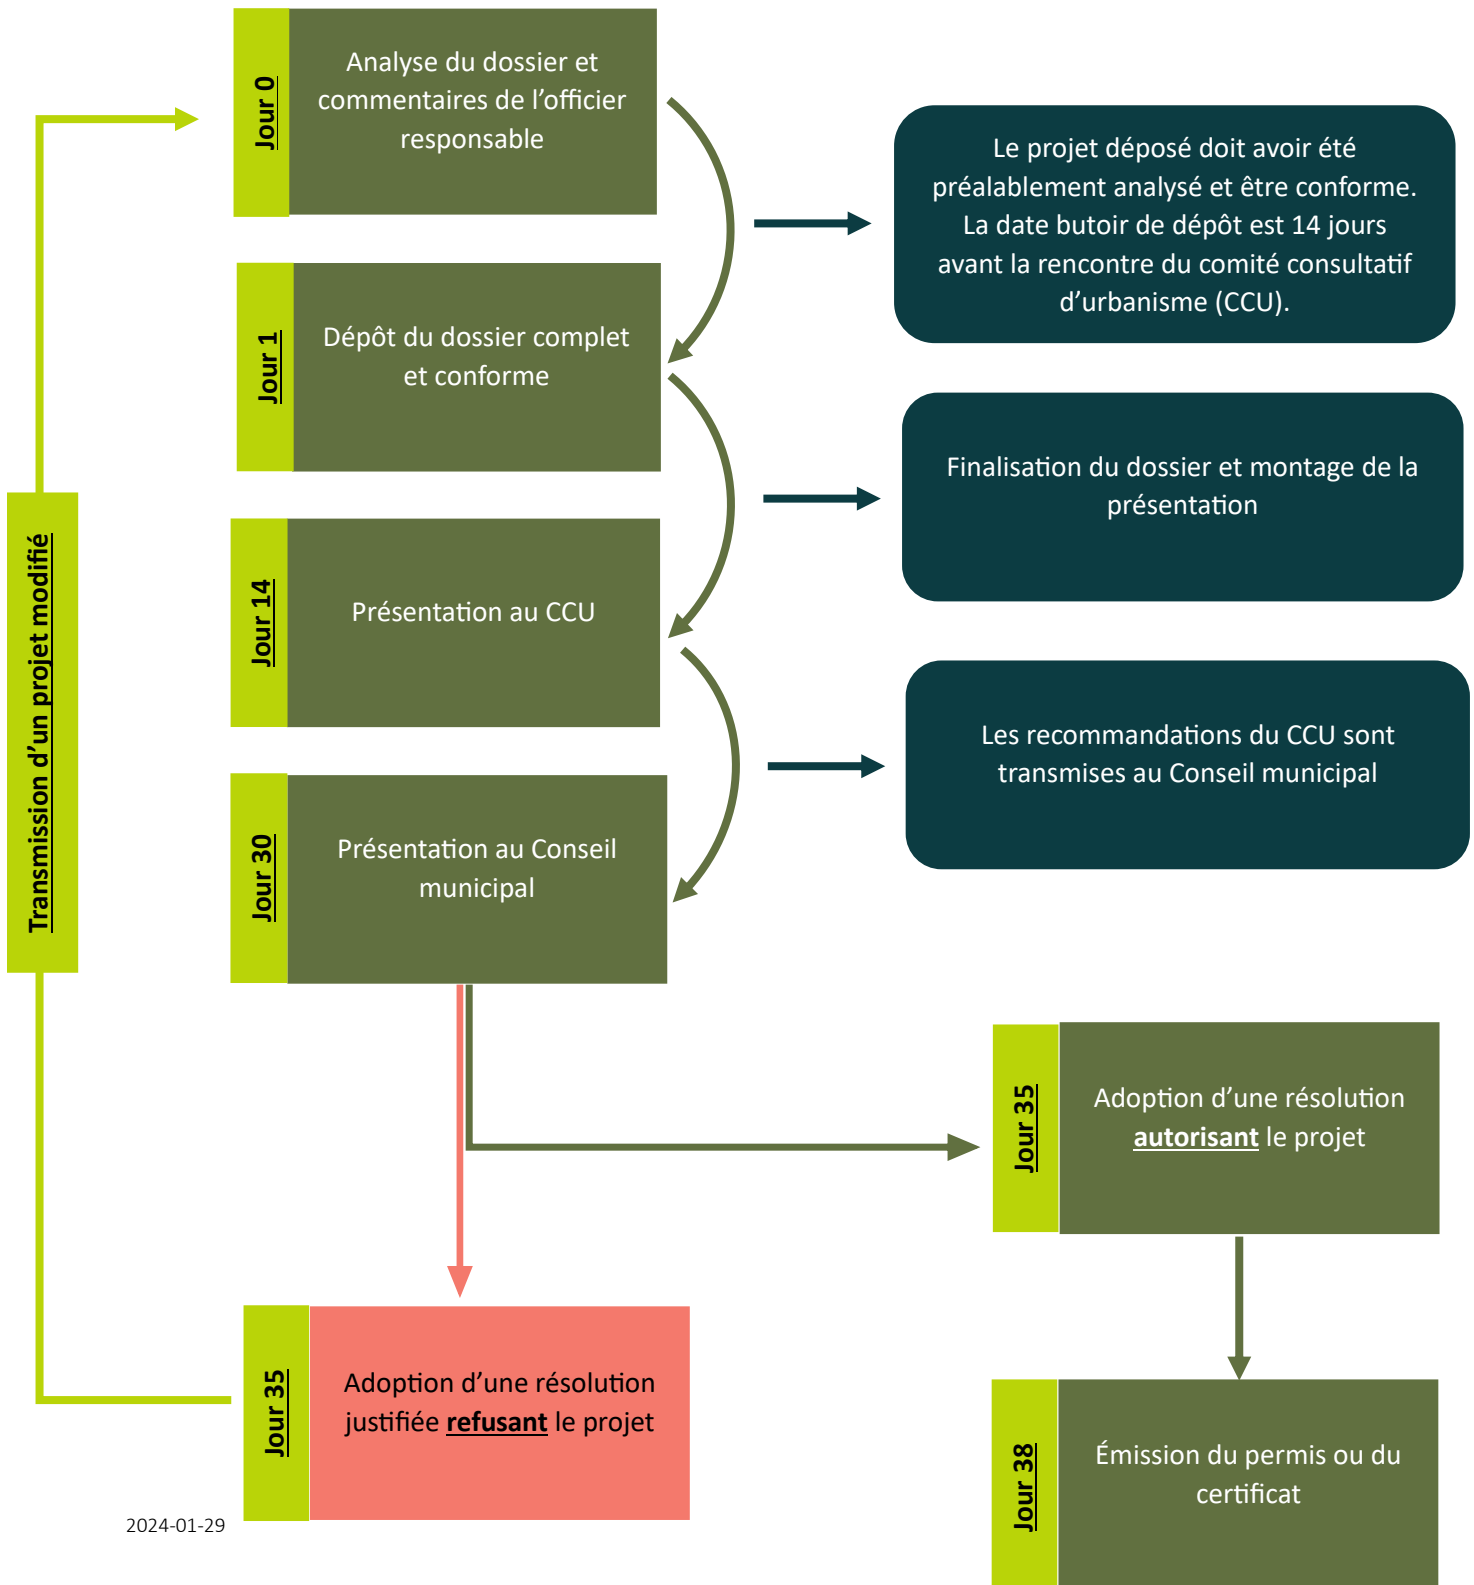 Jour 0
Analyse du dossier et
commentaires de l’officier
responsable
Le projet déposé doit avoir été
préalablement analysé et être conforme.
La date butoir de dépôt est 14 jours
avant la rencontre du comité consultatif
d’urbanisme (CCU).
Jour 1
Dépôt du dossier complet
et conforme
Finalisation du dossier et montage de la
présentation
Jour 14
Présentation au CCU
Les recommandations du CCU sont
transmises au Conseil municipal
Jour 30
Présentation au Conseil
municipal
Transmission d’un projet modifié
Jour 35
Adoption d’une résolution
autorisant le projet
Jour 35
Adoption d’une résolution
justifiée refusant le projet
Jour 38
Émission du permis ou du
certificat
2024-01-29